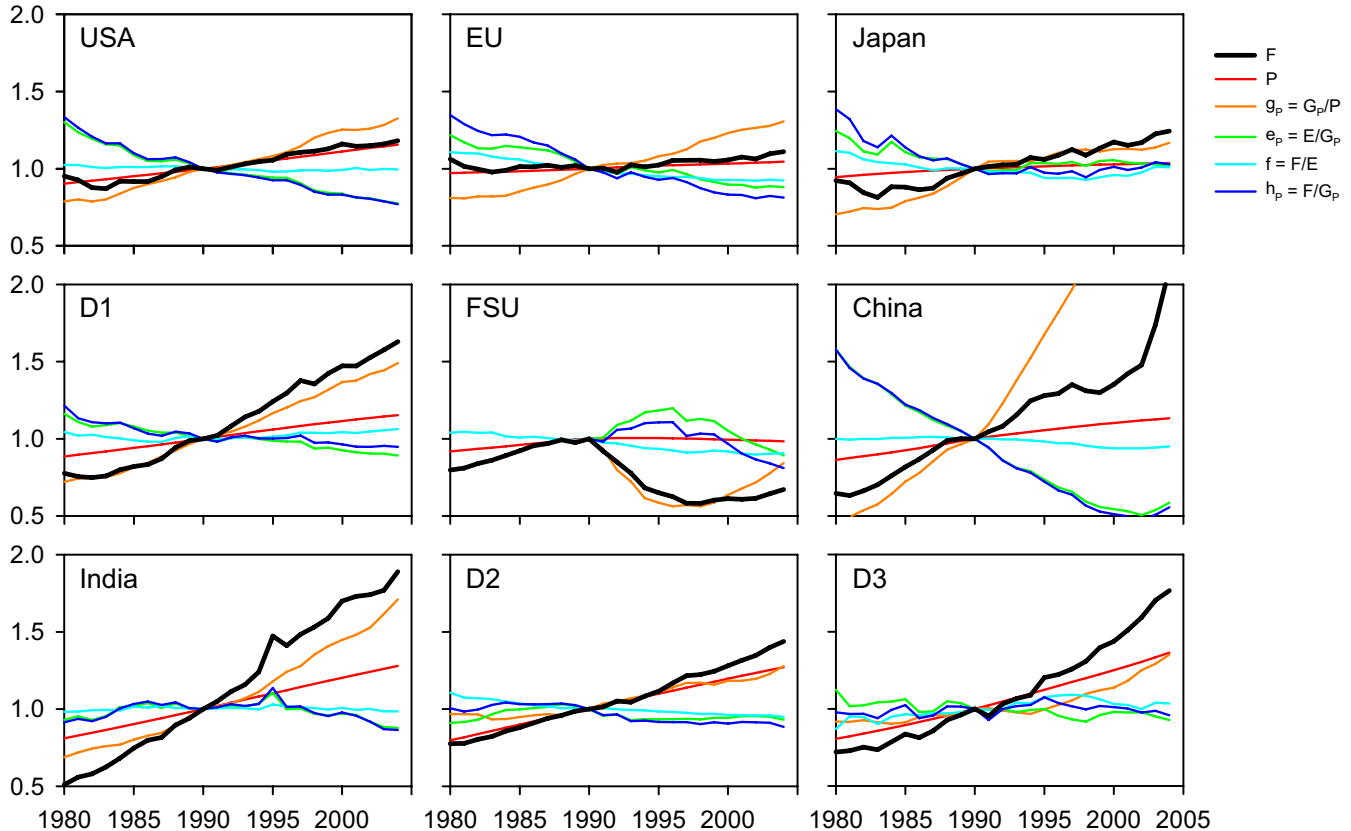 2.0
1.5
1.0
0.5
USA
EU
Japan
F
P
gP = GP/P
eP = E/GP
f = F/E
hP = F/GP
2.0
1.5
1.0
0.5
D1
FSU
China
2.0
1.5
1.0
0.5
India
D2
D3
1980 1985 1990 1995 2000
1980 1985 1990 1995 2000
1980 1985 1990 1995 2000 2005